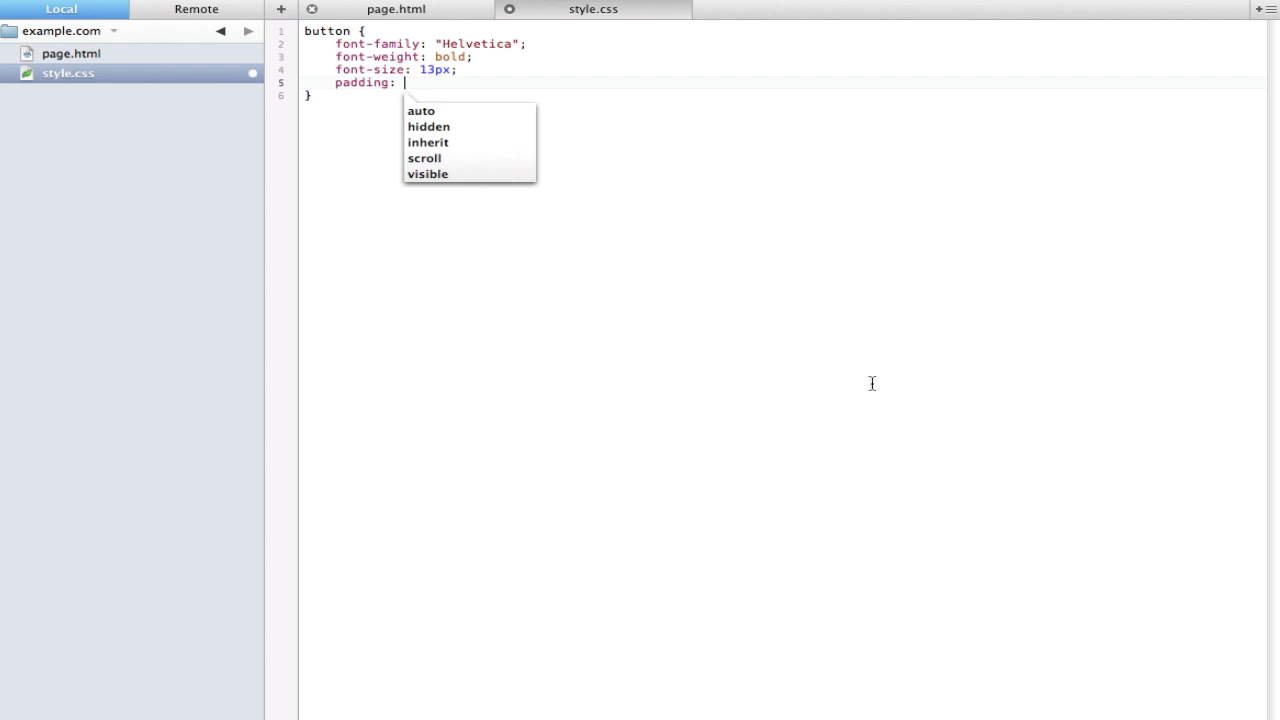 Local
Remote
+
page.html
style.css
+
example.com
page.html
style.css
1 button {
2 font-family: "Helvetica";
3 font-weight: bold;
4 font-size: 13px;
5 padding:
6 }
auto
hidden
inherit
scroll
visible